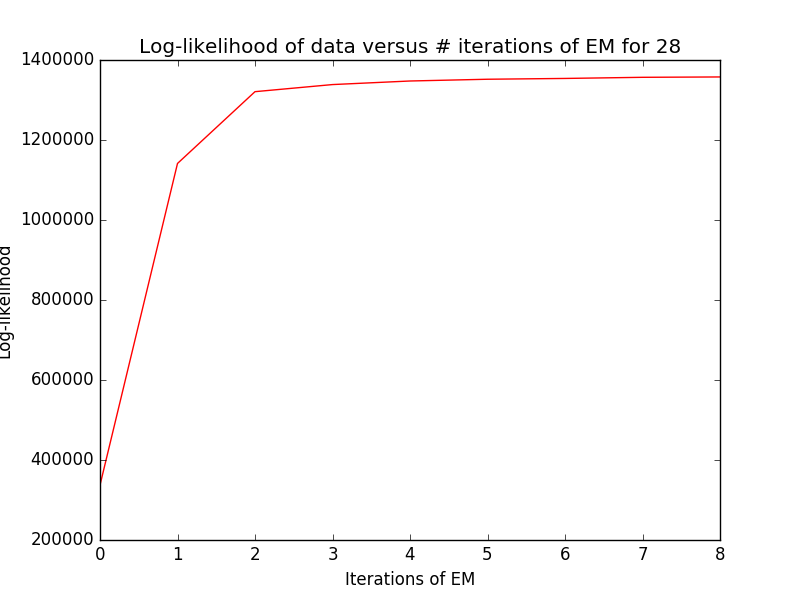 Log-likelihood of data versus # iterations of EM for 28
1400000
1200000
1000000
800000
600000
400000
200000
Log-likelihood
0 1 2 3 4 5 6 7 8
Iterations of EM